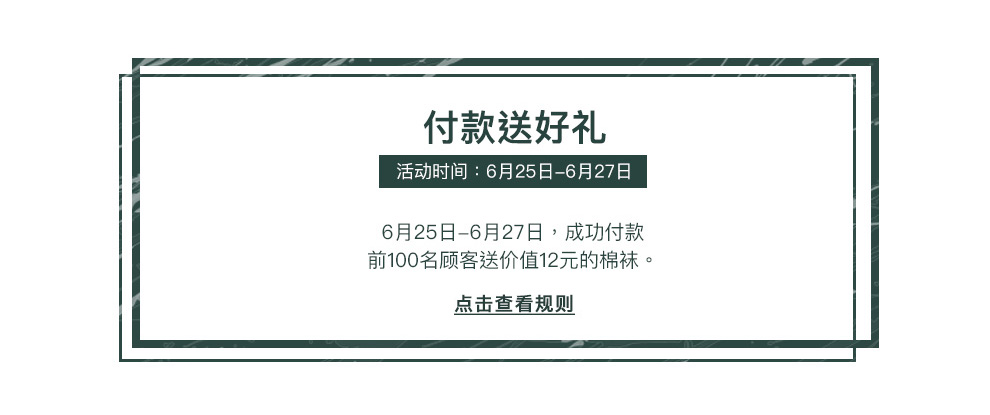 付款送好礼
活动时间：6月25日–6月27日
6月25日–6月27日，成功付款
前100名顾客送价值12元的棉袜。
点击查看规则